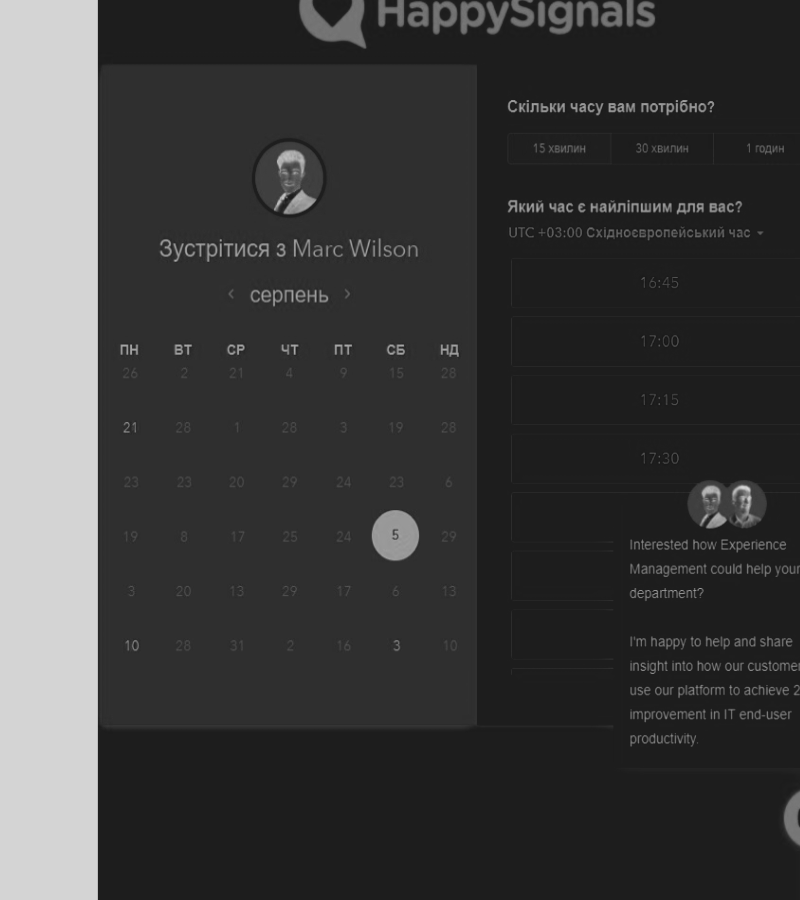 HappySignals
Зустрітися з Marc Wilson
серпень
ПН ВТ СР ЧТ ПТ СБ НД
26 2 21 4 9 15 28
21 28 1 28 3 19 28
23 23 20 29 24 23 6
19 8 17 25 24 5 29
3 20 13 29 17 6 13
10 28 31 2 16 3 10
Скільки часу вам потрібно?
15 хвилин 30 хвилин 1 годин
Який час є найліпшим для вас?
UTC +03:00 Східноєвропейський час
16:45
17:00
17:15
17:30
Interested how Experience
Management could help your
department?
I'm happy to help and share
insight into how our custome
use our platform to achieve 2
improvement in IT end-user
productivity.